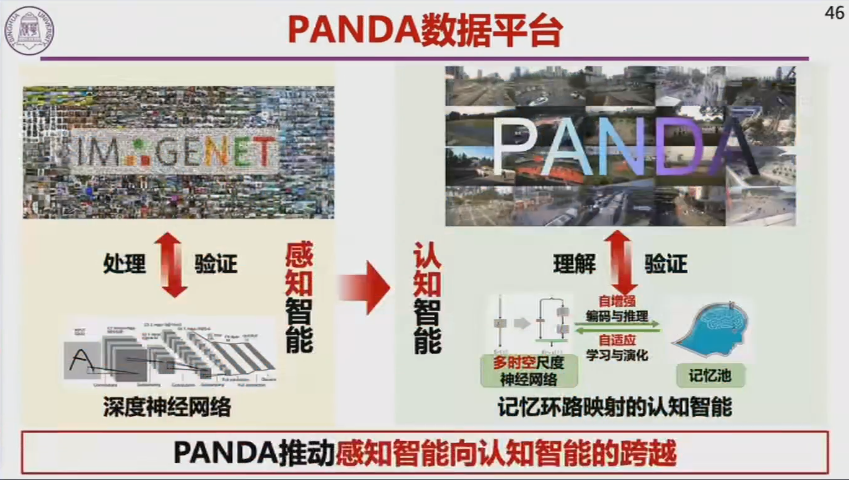 46
PANDA数据平台
IMAGENET
PANDA
处理
验证
感知智能
认知智能
理解
验证
自增强
编码与推理
自适应
学习与演化
多时空尺度
神经网络
记忆池
深度神经网络
记忆环路映射的认知智能
PANDA推动感知智能向认知智能的跨越